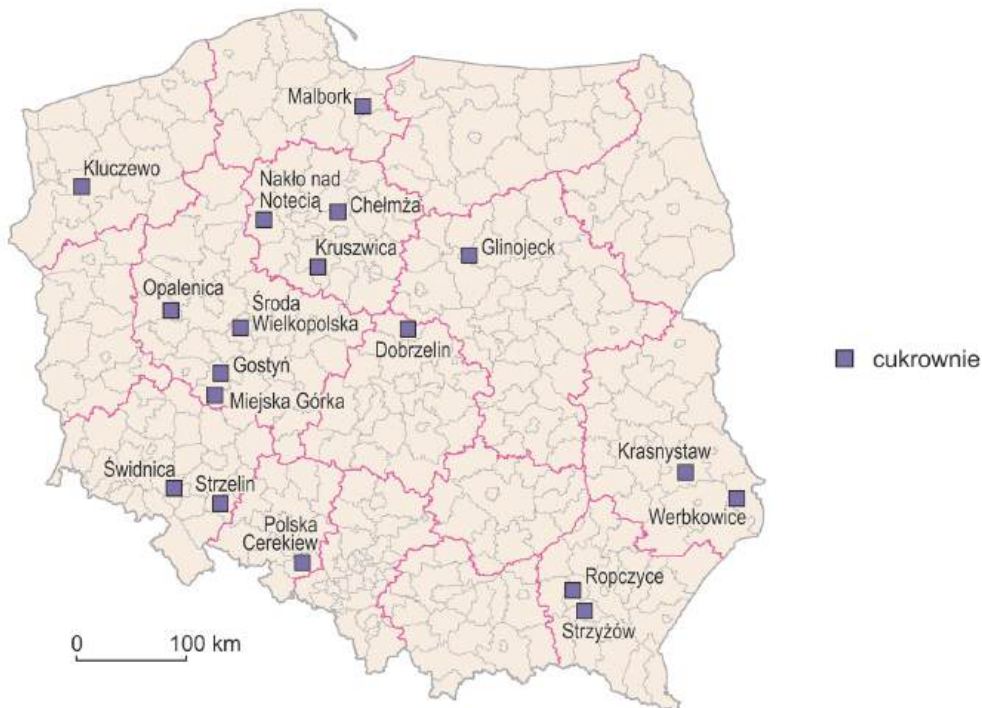 Malbork
Kluczewo
Nakło nad
Notecią
Chełmża
Kruszwica
Glinojeck
Opalenica
Środa
Wielkopolska
Dobrzelin
Gostyń
Miejska Górka
cukrownie
Krasnystaw
Świdnica
Strzelin
Werbkowice
Polska
Cerekiew
Ropczyce
Strzyżów
0 100 km